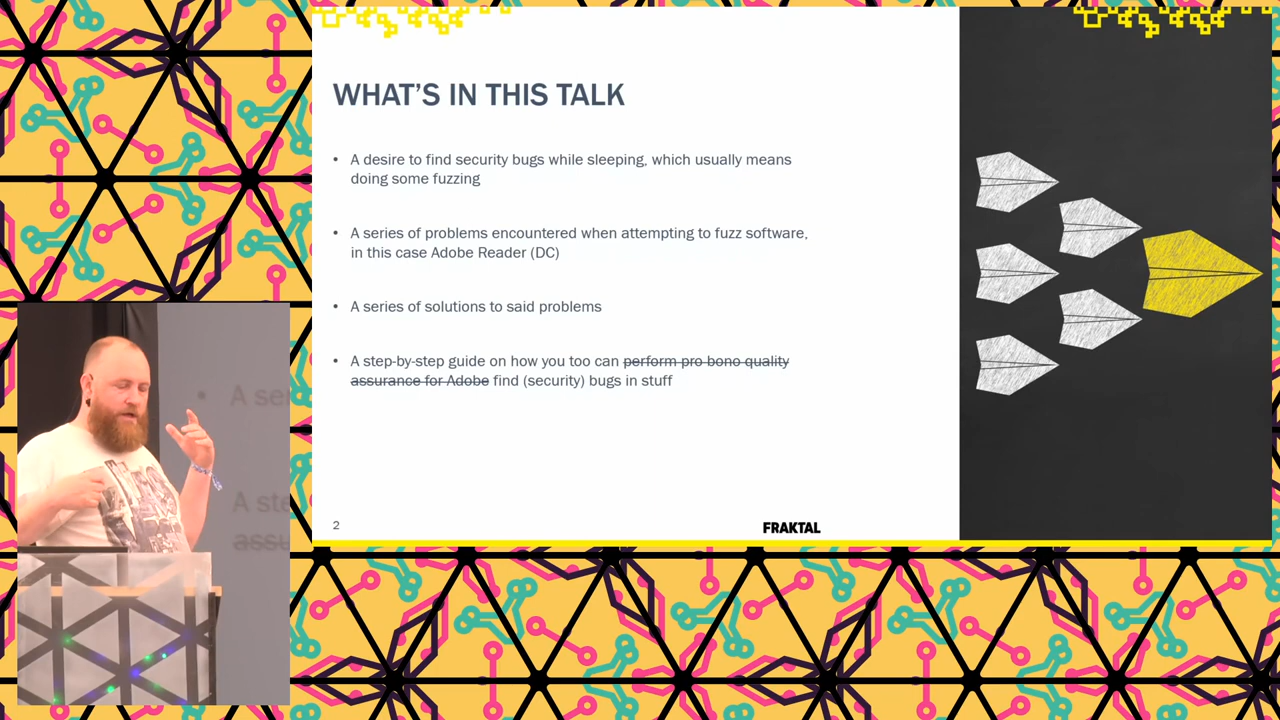 WHAT'S IN THIS TALK
• A desire to find security bugs while sleeping, which usually means
doing some fuzzing
• A series of problems encountered when attempting to fuzz software,
in this case Adobe Reader (DC)
• A series of solutions to said problems
• A step-by-step guide on how you too can perform pro bono quality
assurance for Adobe find (security) bugs in stuff
2
FRAKTAL
• A se
A ste
assu